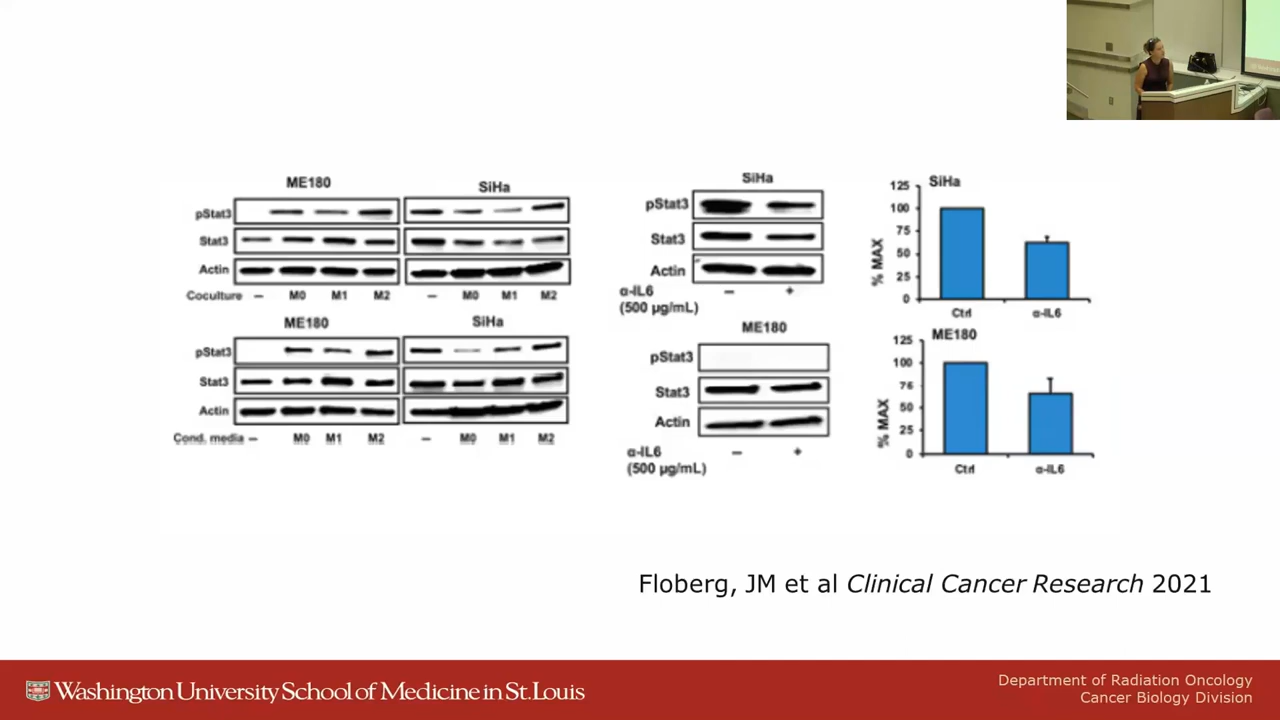 ME180
SiHa
pStat3
Stat3
Actin
Coculture – M0 M1 M2 – M0 M1 M2
ME180
SiHa
pStat3
Stat3
Actin
Cond. media – M0 M1 M2 – M0 M1 M2
SiHa
pStat3
Stat3
Actin
α-IL6 – +
(500 µg/mL)
ME180
pStat3
Stat3
Actin
α-IL6 – +
(500 µg/mL)
SiHa
% MAX
125
100
75
50
25
0
Ctrl α-IL6
ME180
% MAX
125
100
75
50
25
0
Ctrl α-IL6
Floberg, JM et al Clinical Cancer Research 2021
Washington University School of Medicine in St. Louis
Department of Radiation Oncology
Cancer Biology Division